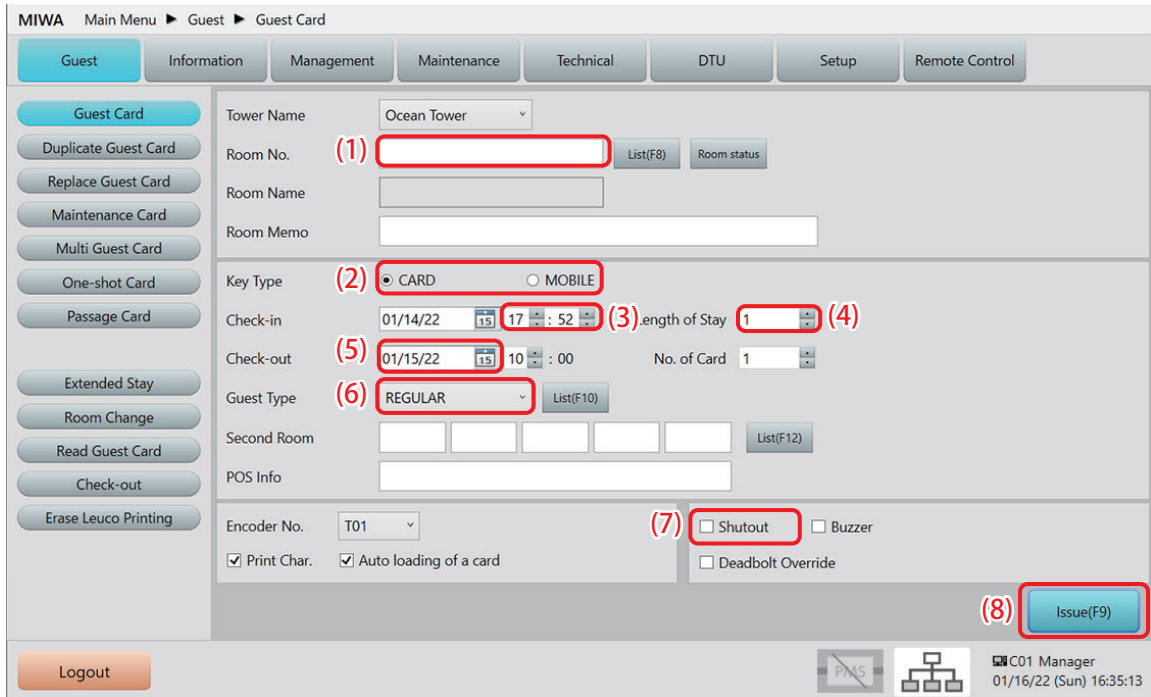 MIWA Main Menu ▶ Guest ▶ Guest Card
Guest Information Management Maintenance Technical DTU Setup Remote Control
Guest Card
Duplicate Guest Card
Replace Guest Card
Maintenance Card
Multi Guest Card
One-shot Card
Passage Card
Extended Stay
Room Change
Read Guest Card
Check-out
Erase Leuco Printing
Tower Name Ocean Tower
Room No. (1) List(F8) Room status
Room Name
Room Memo
Key Type (2) CARD MOBILE
Check-in 01/14/22 15 17 : 52 (3) Length of Stay 1 (4)
Check-out (5) 01/15/22 15 10 : 00 No. of Card 1
Guest Type (6) REGULAR List(F10)
Second Room List(F12)
POS Info
Encoder No. T01
Print Char. Auto loading of a card
(7) Shutout Buzzer
Deadbolt Override
(8) Issue(F9)
Logout
PMS
C01 Manager
01/16/22 (Sun) 16:35:13